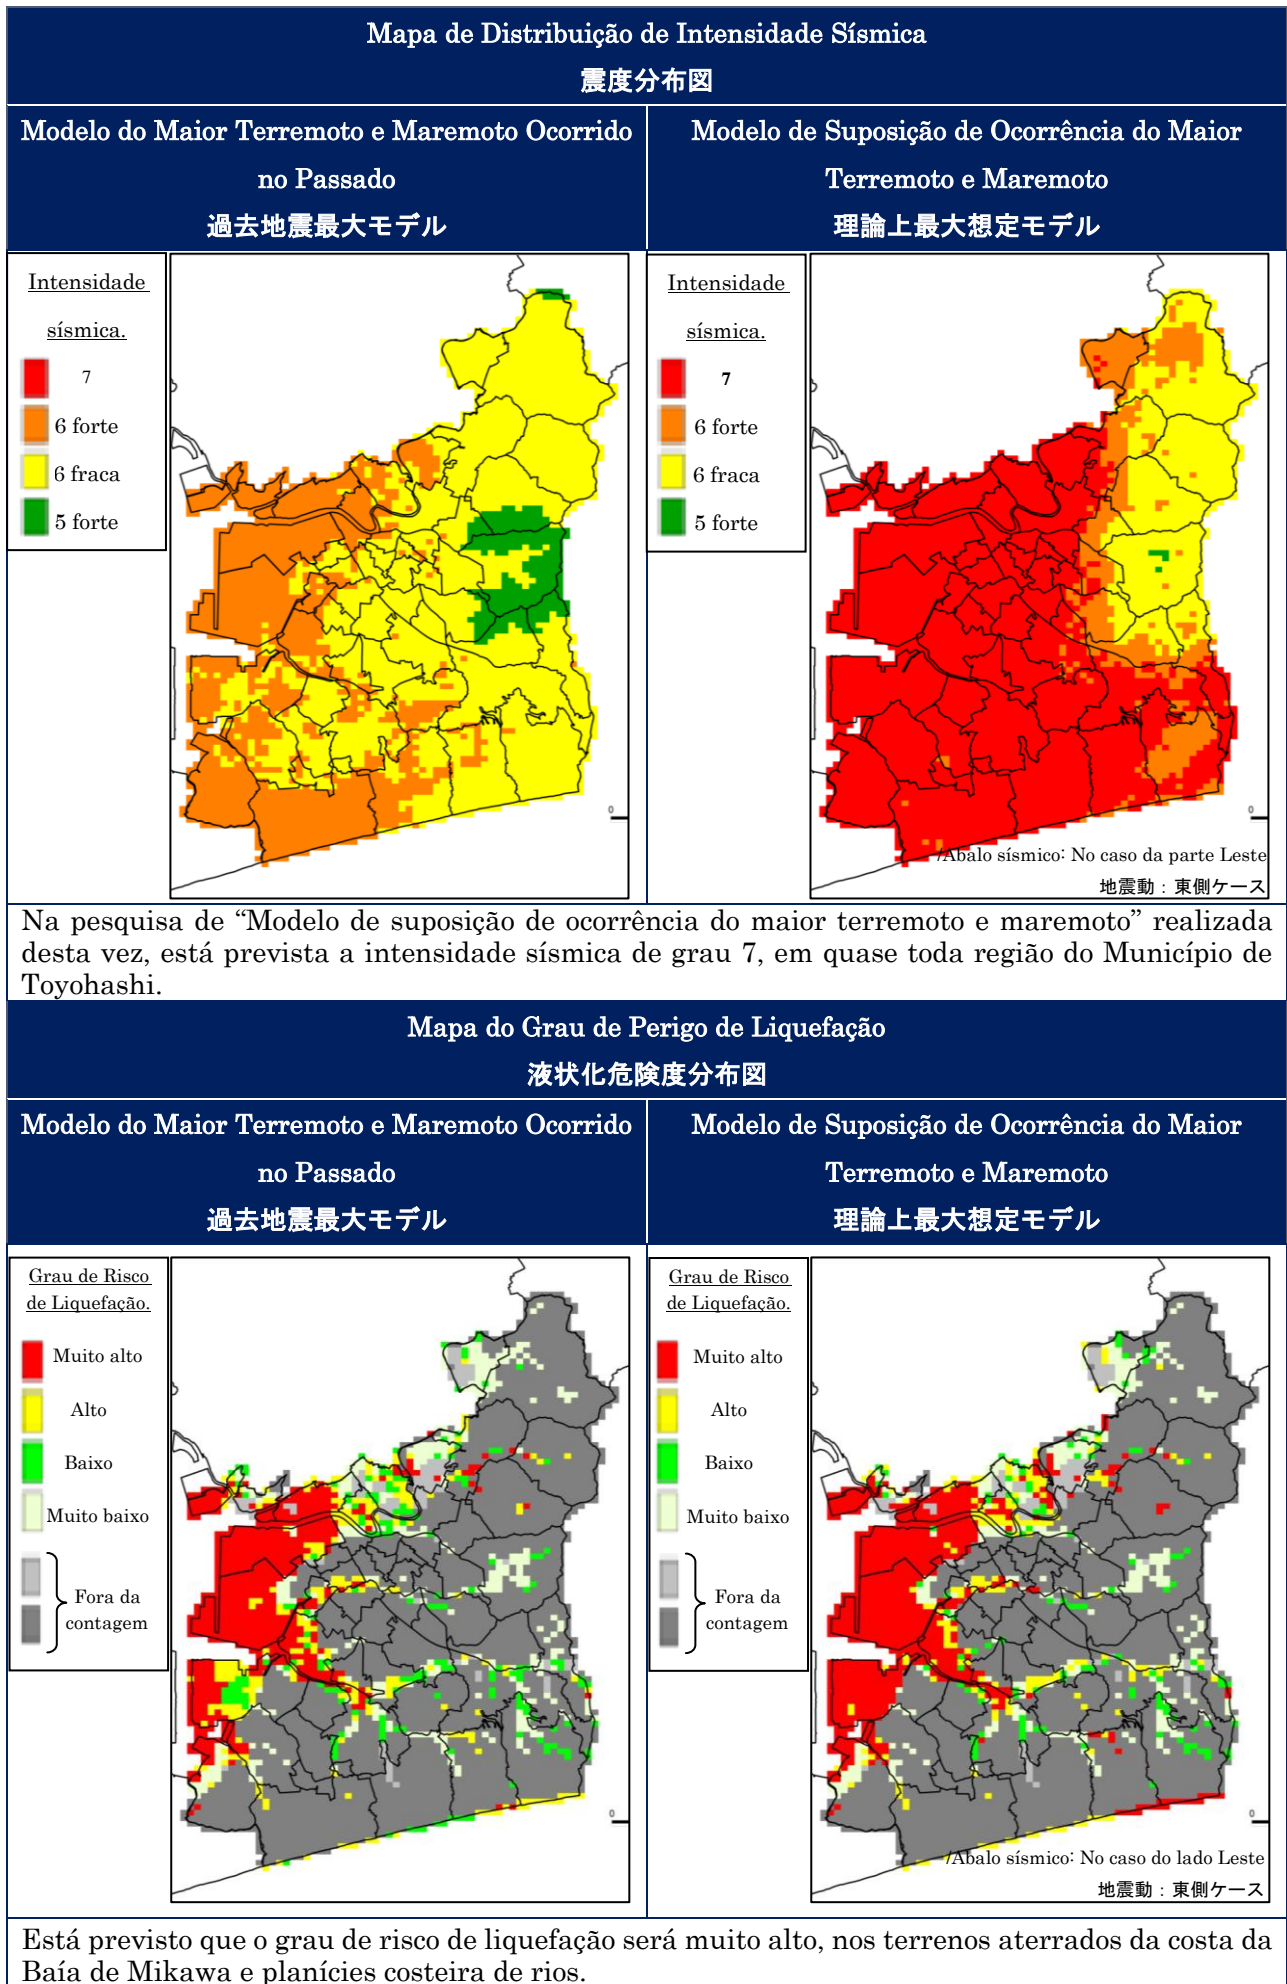 Mapa de Distribuição de Intensidade Sísmica
震度分布図
Modelo do Maior Terremoto e Maremoto Ocorrido
no Passado
過去地震最大モデル
Modelo de Suposição de Ocorrência do Maior
Terremoto e Maremoto
理論上最大想定モデル
Intensidade
sísmica.
7
6 forte
6 fraca
5 forte
0
Intensidade
sísmica.
7
6 forte
6 fraca
5 forte
0
/Abalo sísmico: No caso da parte Leste
地震動：東側ケース
Na pesquisa de “Modelo de suposição de ocorrência do maior terremoto e maremoto” realizada
desta vez, está prevista a intensidade sísmica de grau 7, em quase toda região do Município de
Toyohashi.
Mapa do Grau de Perigo de Liquefação
液状化危険度分布図
Modelo do Maior Terremoto e Maremoto Ocorrido
no Passado
過去地震最大モデル
Modelo de Suposição de Ocorrência do Maior
Terremoto e Maremoto
理論上最大想定モデル
Grau de Risco
de Liquefação.
Muito alto
Alto
Baixo
Muito baixo
Fora da
contagem
0
Grau de Risco
de Liquefação.
Muito alto
Alto
Baixo
Muito baixo
Fora da
contagem
0
/Abalo sísmico: No caso do lado Leste
地震動：東側ケース
Está previsto que o grau de risco de liquefação será muito alto, nos terrenos aterrados da costa da
Baía de Mikawa e planícies costeira de rios.